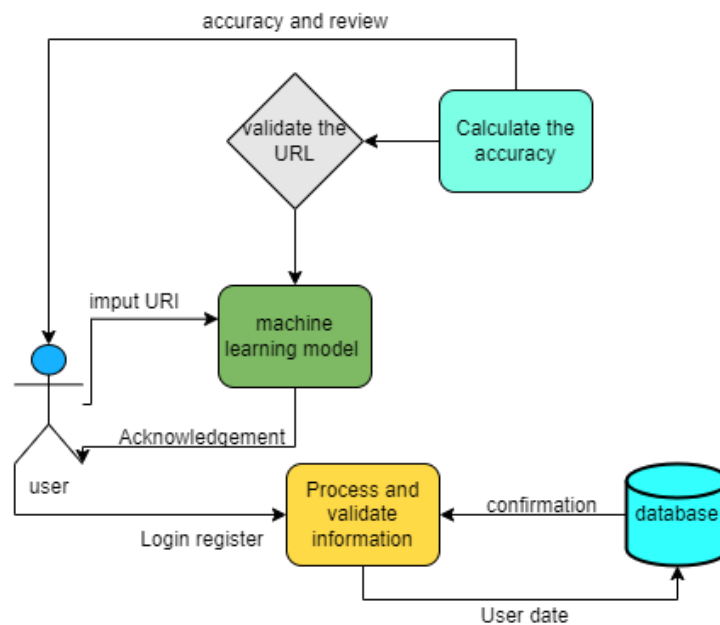 accuracy and review
validate the
URL
Calculate the
accuracy
imput URI
machine
learning model
Acknowledgement
user
Process and
validate
information
confirmation
database
Login register
User date